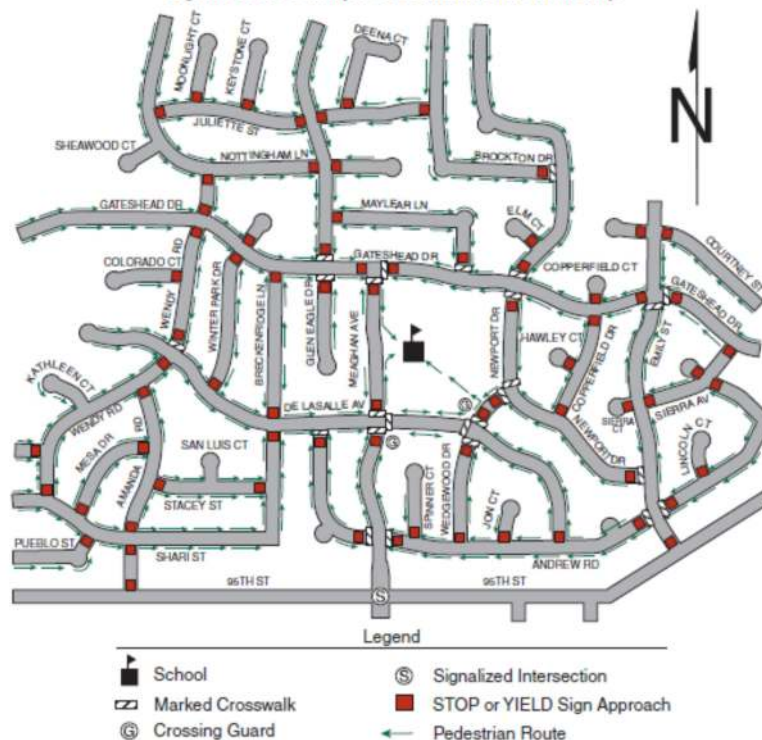 DEENA CT
MOONLIGHT CT
KEYSTONE CT
JULIETTE ST
N
SHEAWOOD CT
NOTTINGHAM LN
BROCKTON DR
GATESHEAD DR
MAYLEAR LN
ELM CT
COURTNEY ST
GATESHEAD DR
COLORADO CT
WENDY RD
WINTER PARK DR
BRECKENRIDGE LN
GLEN EAGLE DR
MEAGHAN AVE
NEWPORT DR
COPPERFIELD CT
GATESHEAD DR
HAWLEY CT
COPPERFIELD DR
EMILY ST
KATHLEEN CT
WENDY RD
DE LASALLE AV
G
SIERRA CT
SIERRA AV
NEWPORT DR
LINCOLN CT
MESA DR
AMANDA RD
SAN LUIS CT
G
STACEY ST
SPINNER CT
WEDGEWOOD DR
JON CT
PUEBLO ST
SHARI ST
ANDREW RD
95TH ST
S
95TH ST
Legend
School
S Signalized Intersection
Marked Crosswalk
STOP or YIELD Sign Approach
G Crossing Guard
Pedestrian Route